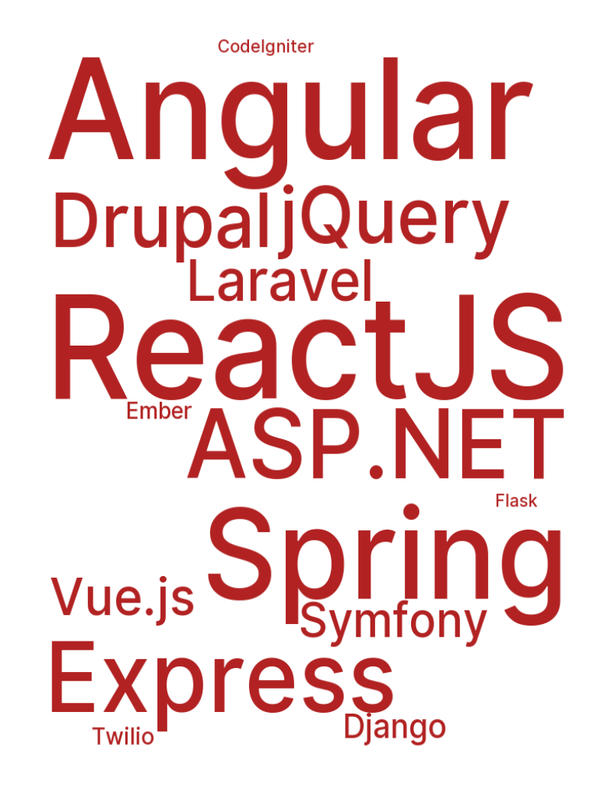 CodeIgniter
Angular
Drupal
jQuery
Laravel
ReactJS
Ember
ASP.NET
Flask
Spring
Vue.js
Symfony
Express
Django
Twilio